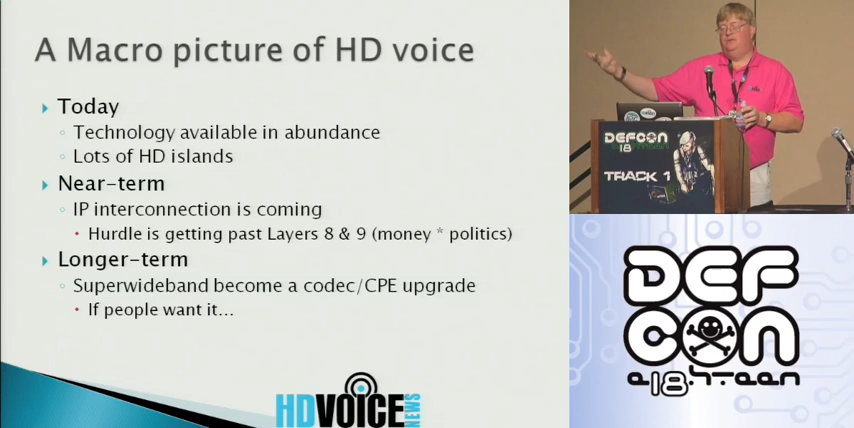 A Macro picture of HD voice
Today
Technology available in abundance
Lots of HD islands
Near-term
IP interconnection is coming
Hurdle is getting past Layers 8 & 9 (money * politics)
Longer-term
Superwideband become a codec/CPE upgrade
If people want it…
HDVOICE
NEWS
DEFCON
18
TRACK 1
DEF
CON
e18h-teen